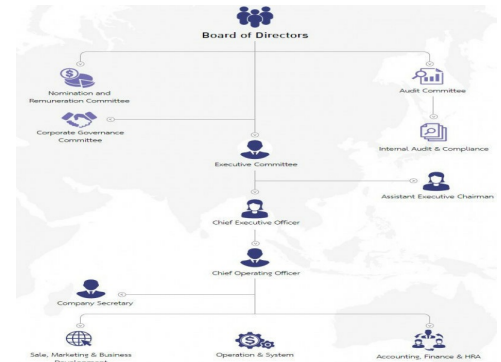 Board of Directors
Nomination and
Remuneration Committee
Audit Committee
Corporate Governance
Committee
Internal Audit & Compliance
Executive Committee
Assistant Executive Chairman
Chief Executive Officer
Chief Operating Officer
Company Secretary
Sale, Marketing & Business
Development
Operation & System
Accounting, Finance & HRA